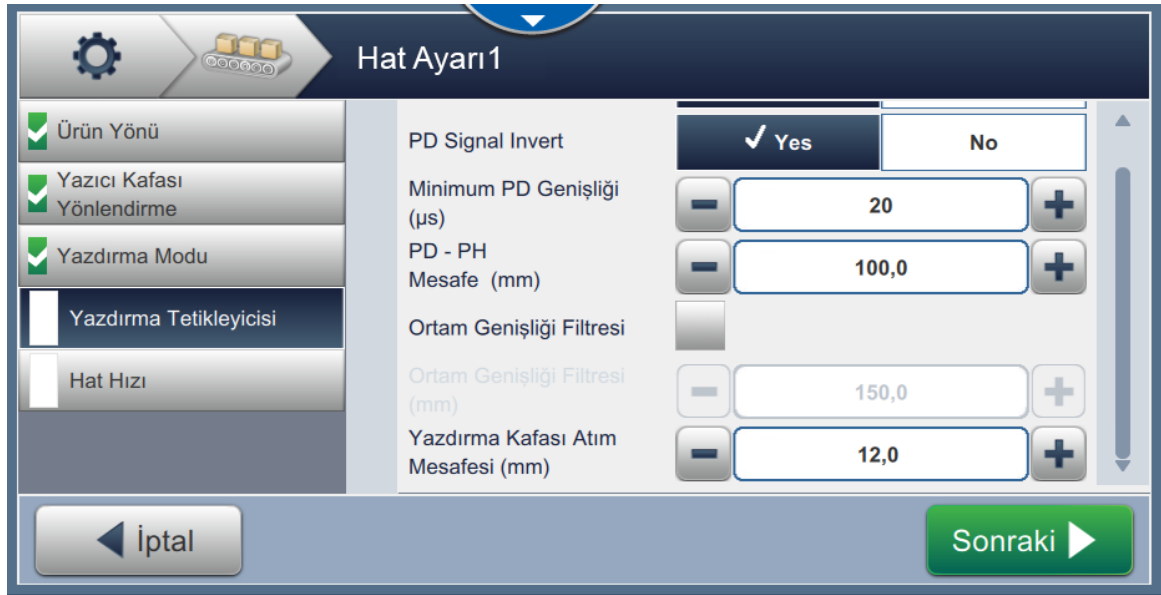 Hat Ayarı1
Ürün Yönü
Yazıcı Kafası
Yönlendirme
Yazdırma Modu
Yazdırma Tetikleyicisi
Hat Hızı
PD Signal Invert
Yes
No
Minimum PD Genişliği
(µs)
20
PD - PH
Mesafe (mm)
100,0
Ortam Genişliği Filtresi
Ortam Genişliği Filtresi
(mm)
150,0
Yazdırma Kafası Atım
Mesafesi (mm)
12,0
İptal
Sonraki